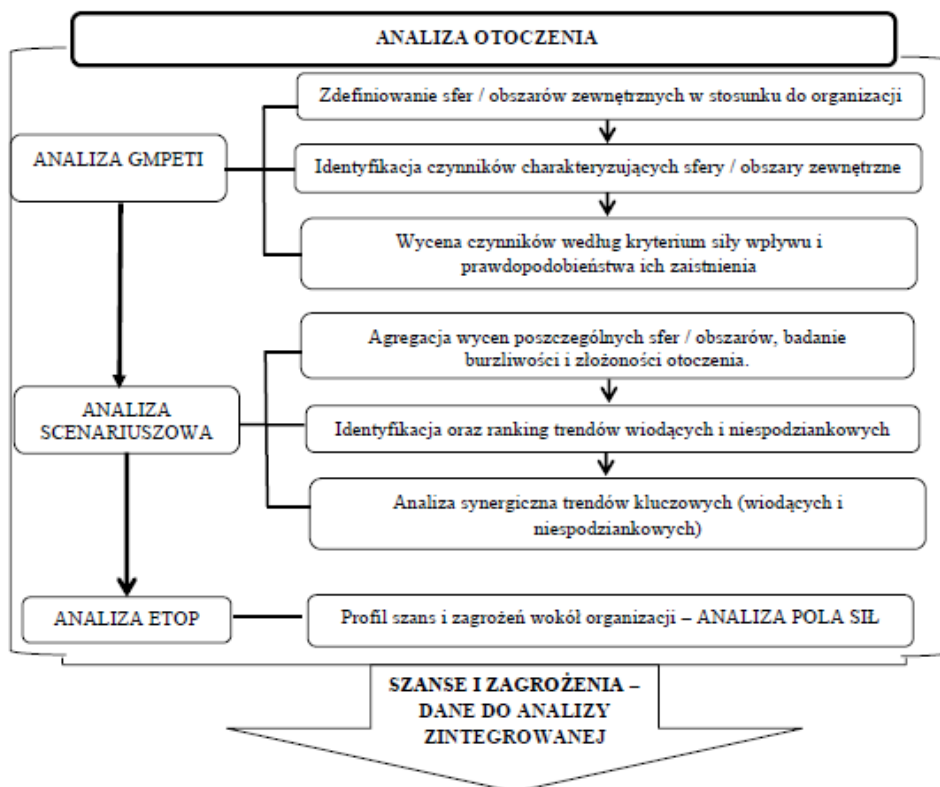 ANALIZA OTOCZENIA
Zdefiniowanie sfer / obszarów zewnętrznych w stosunku do organizacji
ANALIZA GMPETI
Identyfikacja czynników charakteryzujących sfery / obszary zewnętrzne
Wycena czynników według kryterium siły wpływu i
prawdopodobieństwa ich zaistnienia
Agregacja wycen poszczególnych sfer / obszarów, badanie
burzliwości i złożoności otoczenia.
ANALIZA
SCENARIUSZOWA
Identyfikacja oraz ranking trendów wiodących i niespodziankowych
Analiza synergiczna trendów kluczowych (wiodących i
niespodziankowych)
ANALIZA ETOP
Profil szans i zagrożeń wokół organizacji – ANALIZA POLA SIŁ
SZANSE I ZAGROŻENIA –
DANE DO ANALIZY
ZINTEGROWANEJ